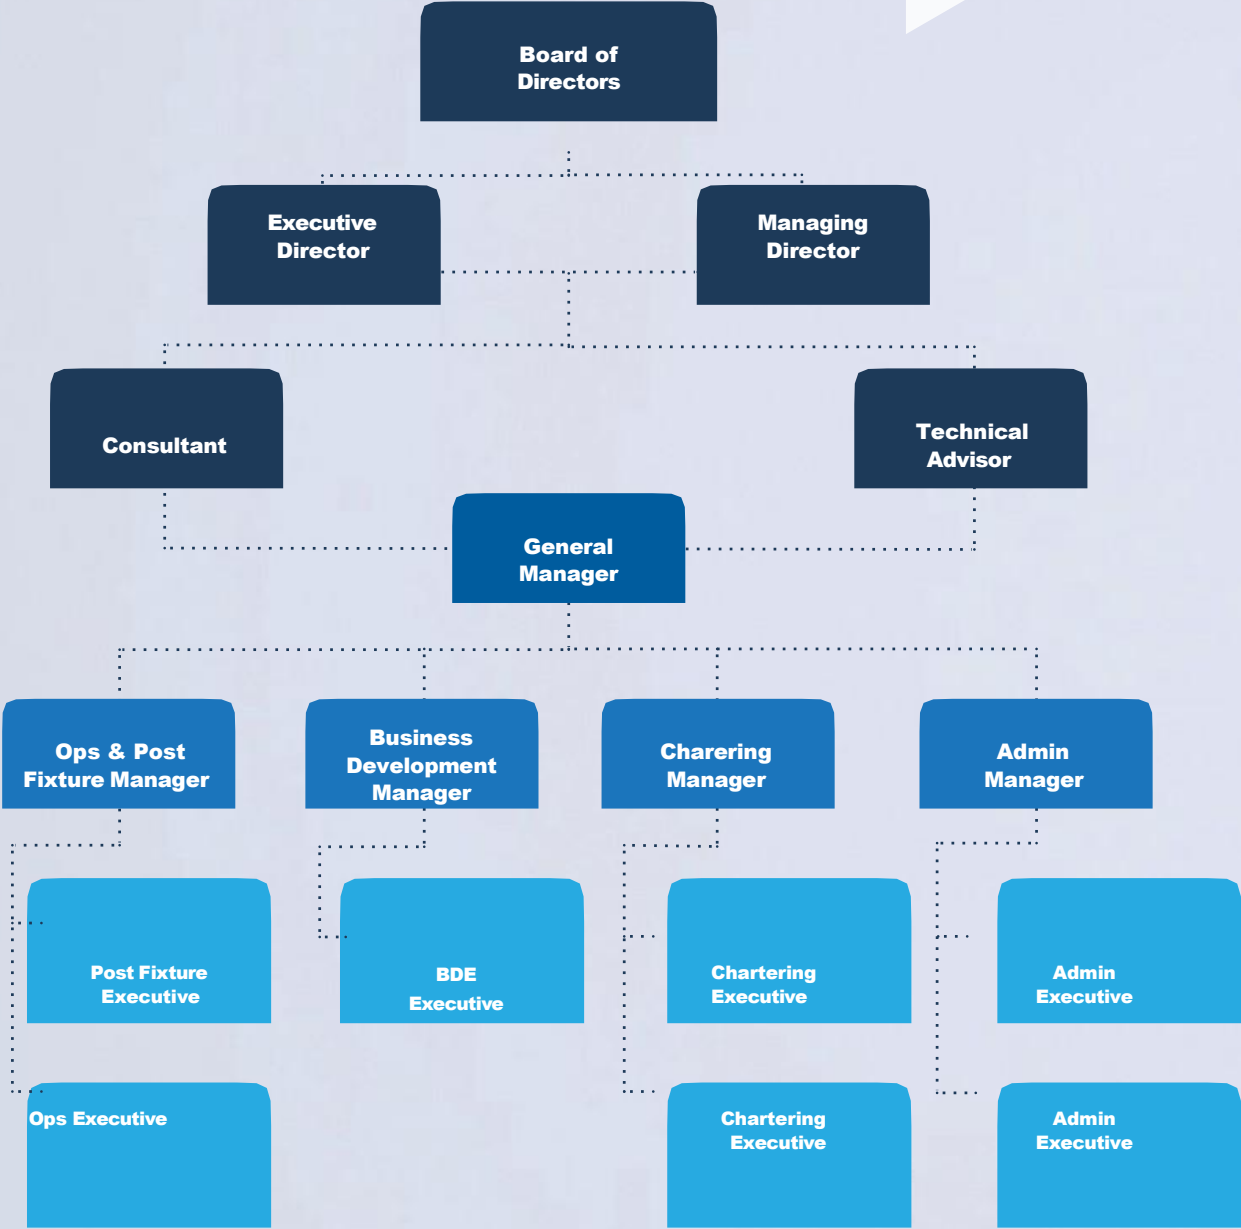 Board of
Directors
Executive
Director
Managing
Director
Consultant
Technical
Advisor
General
Manager
Ops & Post
Fixture Manager
Business
Development
Manager
Charering
Manager
Admin
Manager
Post Fixture
Executive
BDE
Executive
Chartering
Executive
Admin
Executive
Ops Executive
Chartering
Executive
Admin
Executive